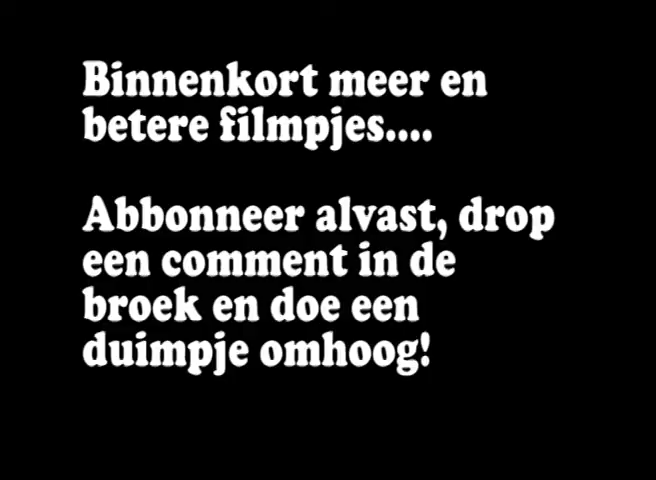 Binnenkort meer en
betere filmpjes....
Abbonneer alvast, drop
een comment in de
broek en doe een
duimpje omhoog!